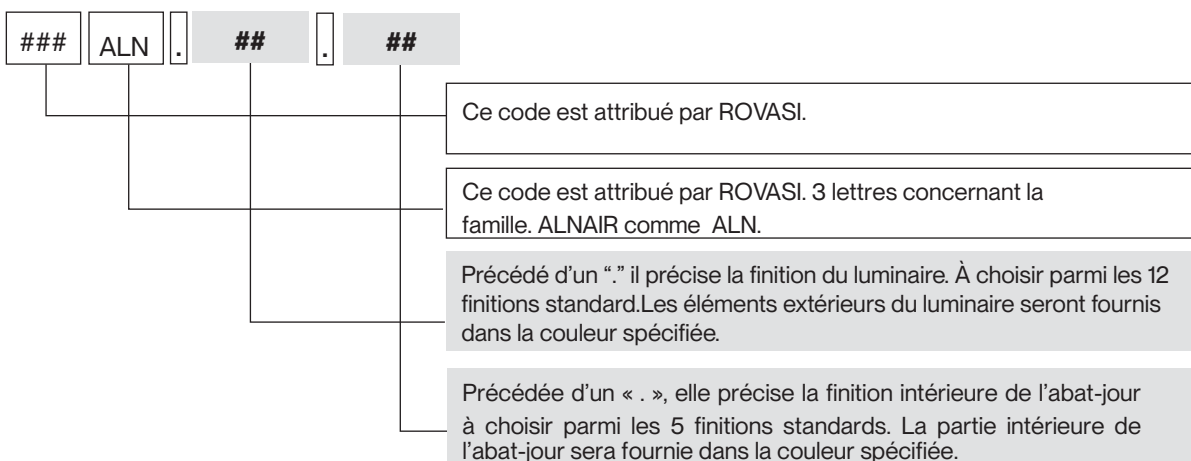 ### ALN . ## . ##
Ce code est attribué par ROVASI.
Ce code est attribué par ROVASI. 3 lettres concernant la
famille. ALNAIR comme ALN.
Précédé d’un “.” il précise la finition du luminaire. À choisir parmi les 12
finitions standard.Les éléments extérieurs du luminaire seront fournis
dans la couleur spécifiée.
Précédée d’un « . », elle précise la finition intérieure de l’abat-jour
à choisir parmi les 5 finitions standards. La partie intérieure de
l’abat-jour sera fournie dans la couleur spécifiée.